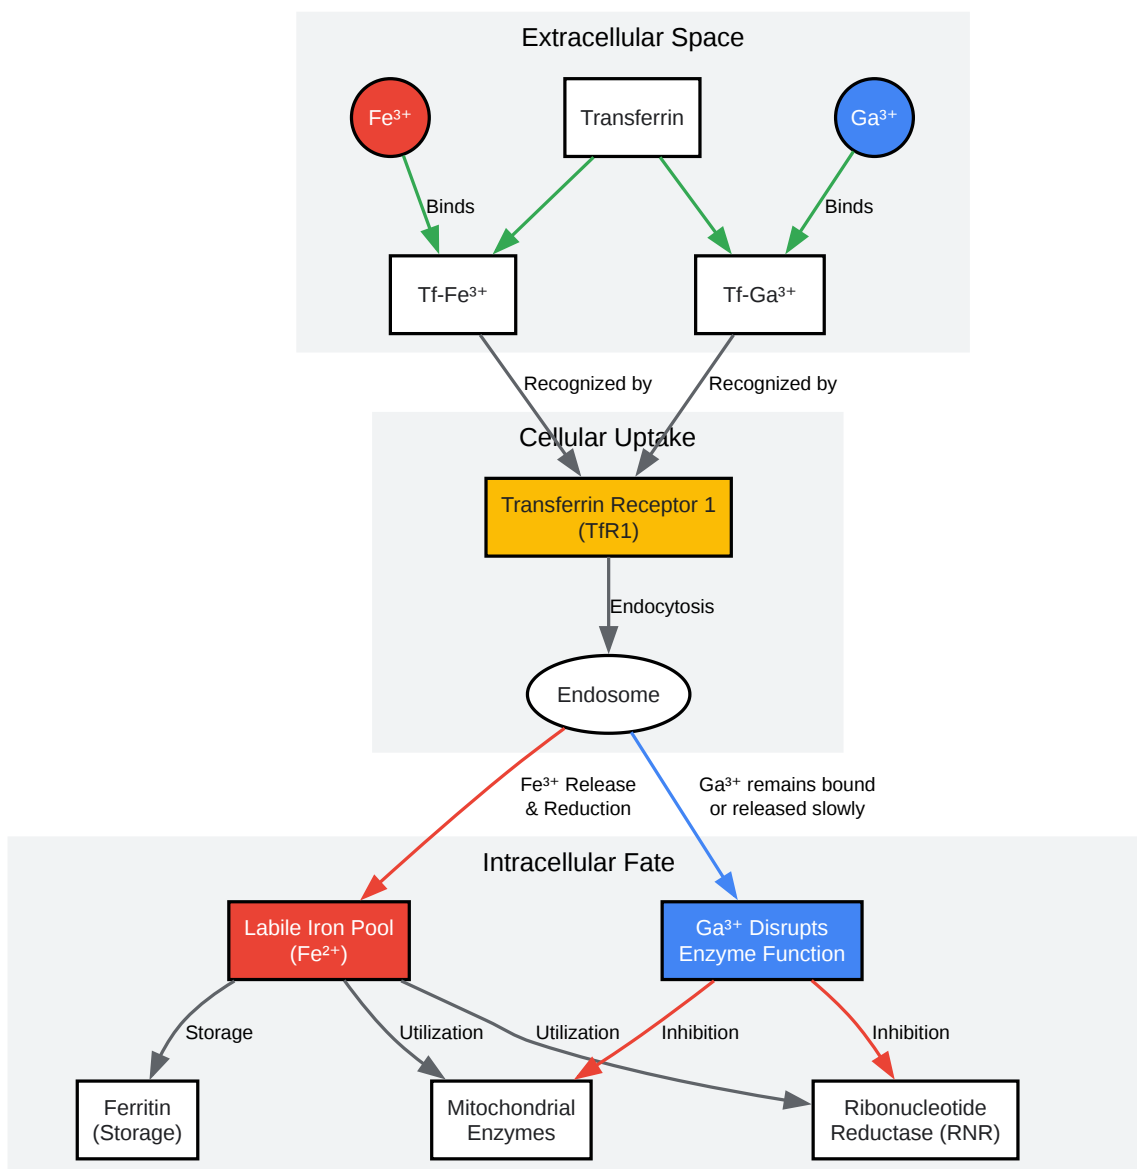 Extracellular Space
Fe³⁺
Transferrin
Ga³⁺
Binds
Binds
Tf-Fe³⁺
Tf-Ga³⁺
Recognized by
Recognized by
Cellular Uptake
Transferrin Receptor 1
(TfR1)
Endocytosis
Endosome
Fe³⁺ Release
& Reduction
Ga³⁺ remains bound
or released slowly
Intracellular Fate
Labile Iron Pool
(Fe²⁺)
Ga³⁺ Disrupts
Enzyme Function
Storage
Utilization
Utilization
Inhibition
Inhibition
Ferritin
(Storage)
Mitochondrial
Enzymes
Ribonucleotide
Reductase (RNR)